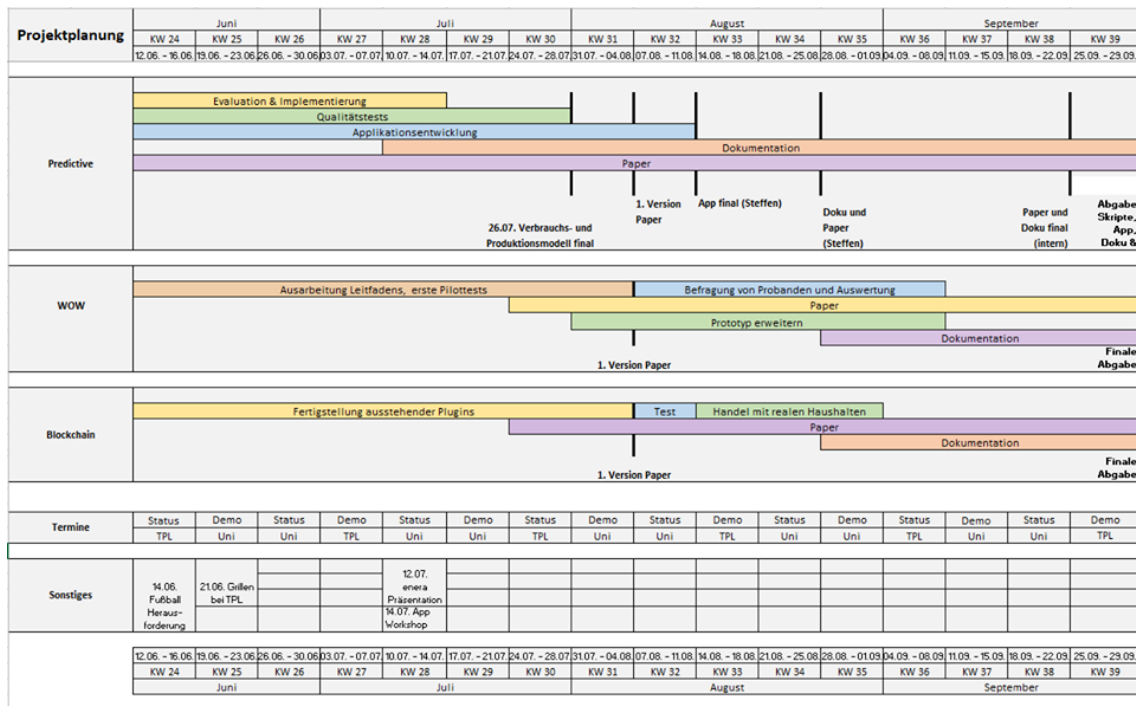 Projektplanung
Juni Juli August September
KW 24 KW 25 KW 26 KW 27 KW 28 KW 29 KW 30 KW 31 KW 32 KW 33 KW 34 KW 35 KW 36 KW 37 KW 38 KW 39
12.06. - 16.06. 19.06. - 23.06. 26.06. - 30.06. 03.07. - 07.07. 10.07. - 14.07. 17.07. - 21.07. 24.07. - 28.07. 31.07. - 04.08. 07.08. - 11.08. 14.08. - 18.08. 21.08. - 25.08. 28.08. - 01.09. 04.09. - 08.09. 11.09. - 15.09. 18.09. - 22.09. 25.09. - 29.09.
Predictive
Evaluation & Implementierung
Qualitätstests
Applikationsentwicklung
Dokumentation
Paper
26.07. Verbrauchs- und
Produktionsmodell final
1. Version
Paper
App final (Steffen)
Doku und
Paper
(Steffen)
Paper und
Doku final
(intern)
Abgabe
Skripte,
App,
Doku &
WOW
Ausarbeitung Leitfadens, erste Pilottests
Befragung von Probanden und Auswertung
Paper
Prototyp erweitern
Dokumentation
1. Version Paper
Finale
Abgabe
Blockchain
Fertigstellung ausstehender Plugins
Test
Handel mit realen Haushalten
Paper
Dokumentation
1. Version Paper
Finale
Abgabe
Termine
Status Demo Status Demo Status Demo Status Demo Status Demo Status Demo Status Demo Status Demo
TPL Uni Uni TPL Uni Uni TPL Uni Uni TPL Uni Uni TPL Uni Uni TPL
Sonstiges
14.06.
Fußball
Heraus-
forderung
21.06. Grillen
bei TPL
12.07.
enera
Präsentation
14.07. App
Workshop
12.06. - 16.06. 19.06. - 23.06. 26.06. - 30.06. 03.07. - 07.07. 10.07. - 14.07. 17.07. - 21.07. 24.07. - 28.07. 31.07. - 04.08. 07.08. - 11.08. 14.08. - 18.08. 21.08. - 25.08. 28.08. - 01.09. 04.09. - 08.09. 11.09. - 15.09. 18.09. - 22.09. 25.09. - 29.09.
KW 24 KW 25 KW 26 KW 27 KW 28 KW 29 KW 30 KW 31 KW 32 KW 33 KW 34 KW 35 KW 36 KW 37 KW 38 KW 39
Juni Juli August September